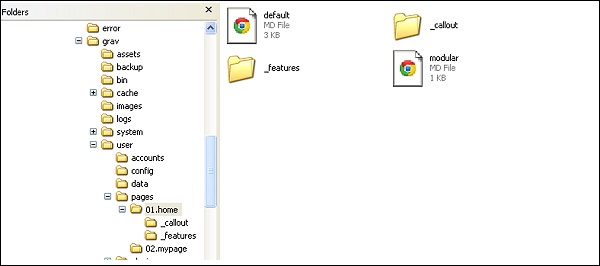 Folders
error
grav
assets
backup
bin
cache
images
logs
system
user
accounts
config
data
pages
01.home
_callout
_features
02.mypage
default
MD File
3 KB
_callout
_features
modular
MD File
1 KB